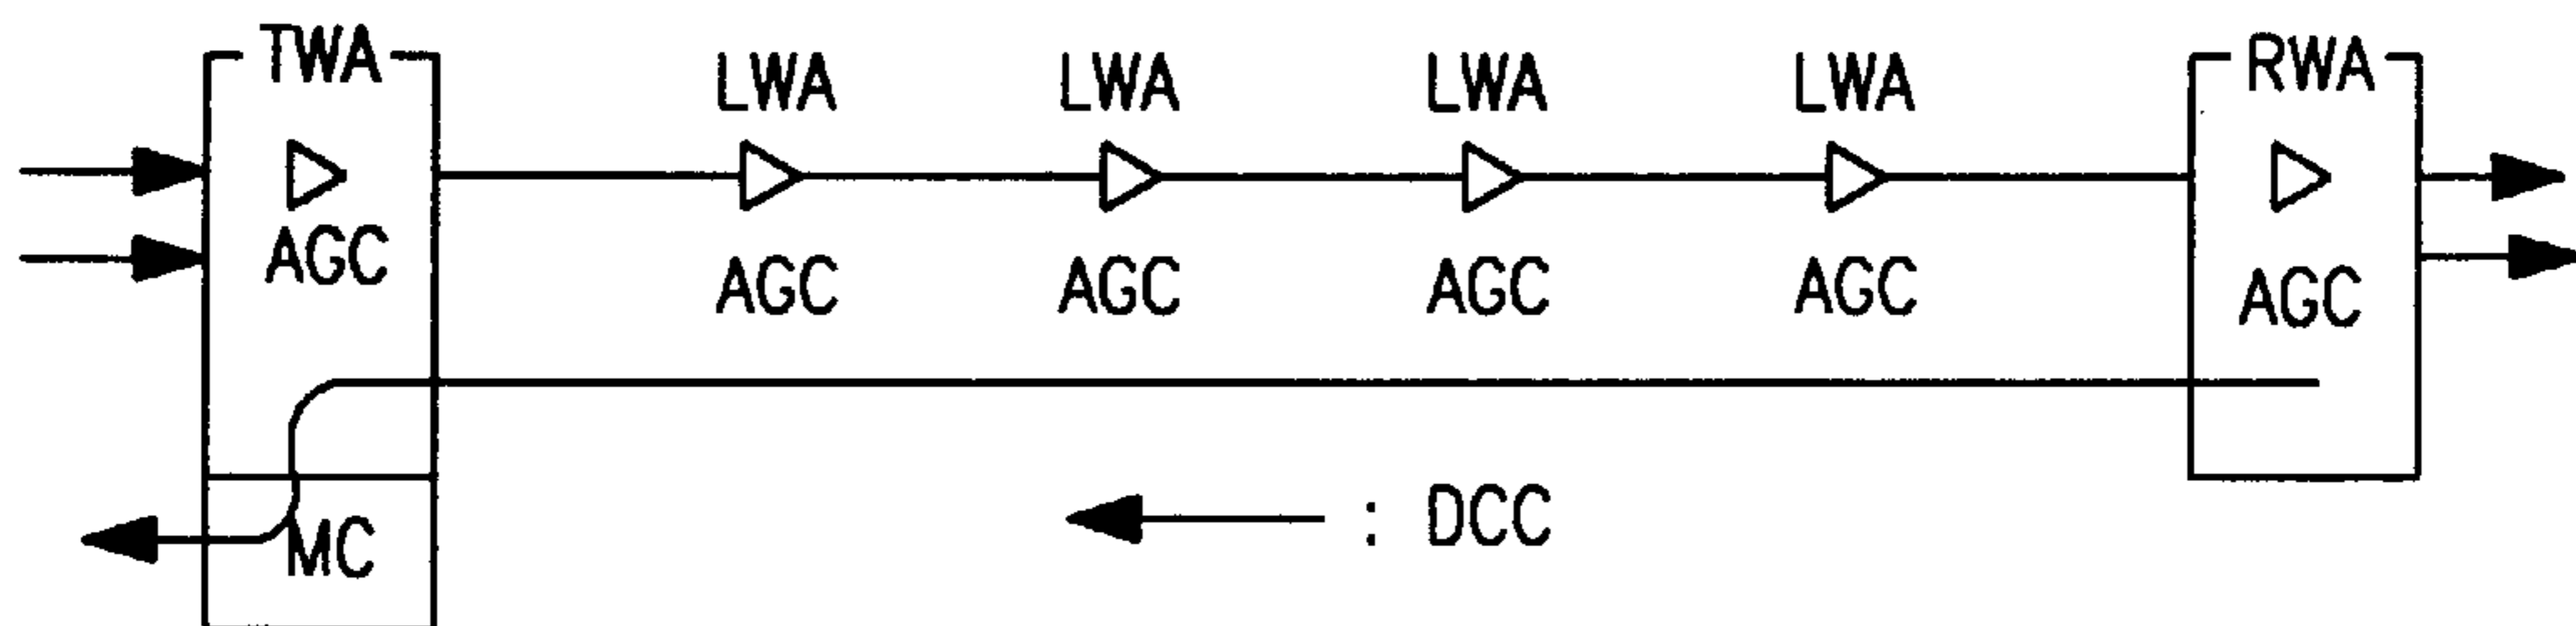 TWA
LWA LWA LWA LWA
RWA
AGC
AGC AGC AGC AGC
AGC
MC
: DCC